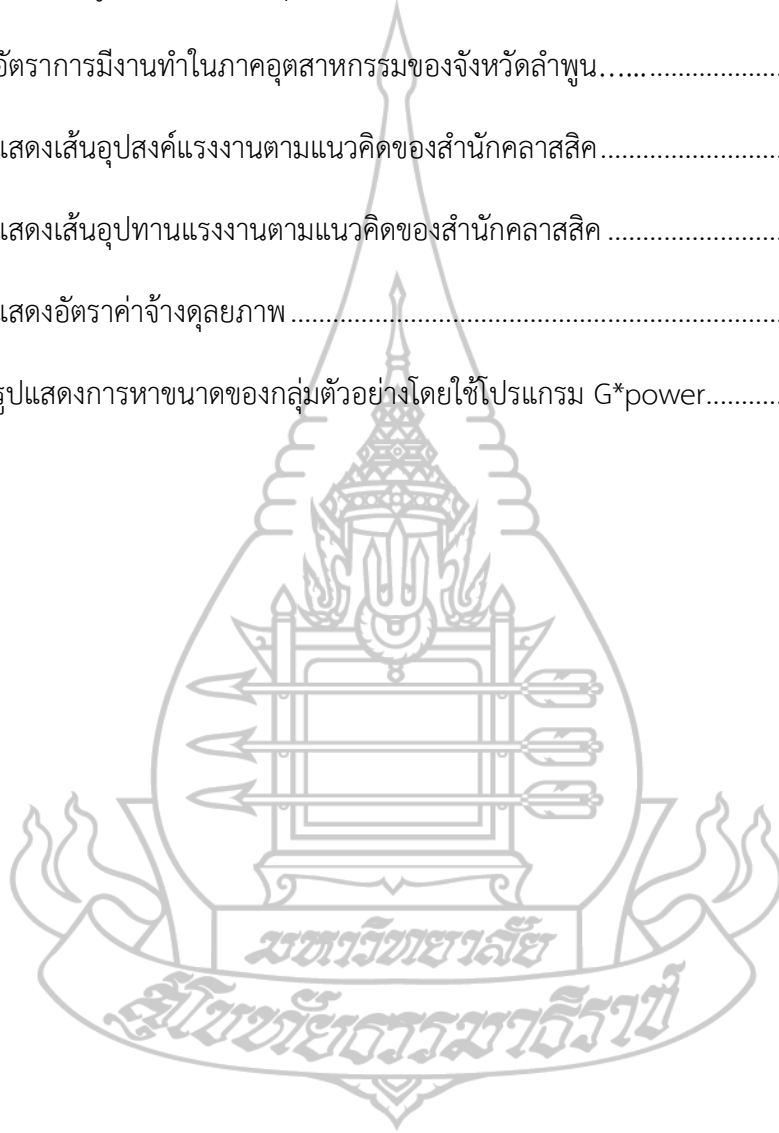 อัตราการมีงานทำในภาคอุตสาหกรรมของจังหวัดลำพูน…...................
แสดงเส้นอุปสงค์แรงงานตามแนวคิดของสำนักคลาสสิค.......................
แสดงเส้นอุปทานแรงงานตามแนวคิดของสำนักคลาสสิค ......................
แสดงอัตราค่าจ้างดุลยภาพ ................................................................
รูปแสดงการหาขนาดของกลุ่มตัวอย่างโดยใช้โปรแกรม G*power...........
มหาวิทยาลัย
สุโขทัยธรรมาธิราช